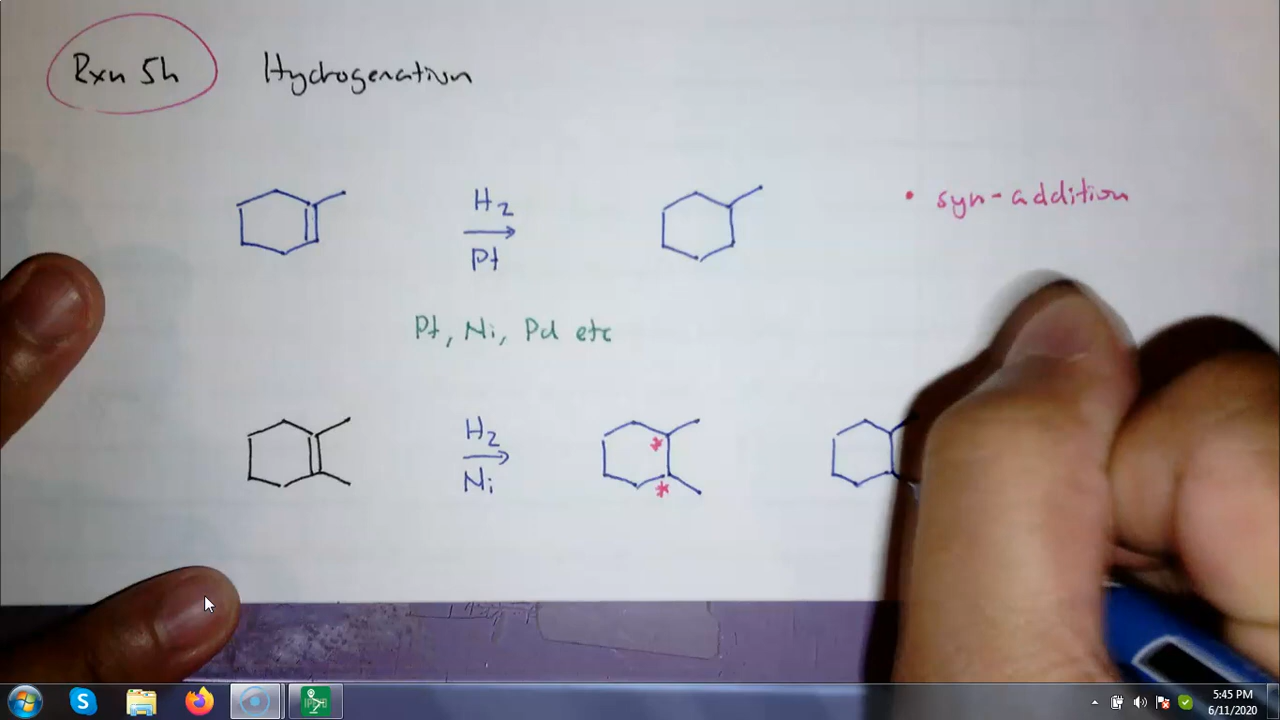 Rxn 5h Hydrogenation
H2
Pt
• syn-addition
Pt, Ni, Pd etc
H2
Ni
*
*
5:45 PM
6/11/2020